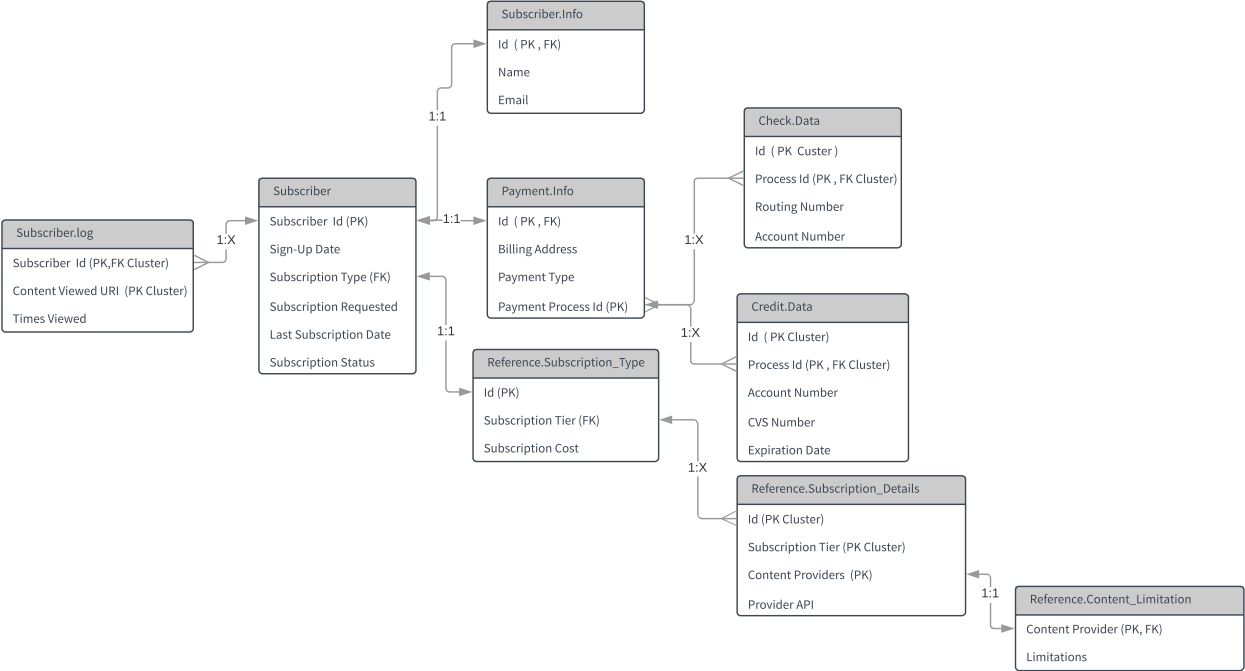 Subscriber.Info
Id ( PK , FK)
Name
Email
1:1
Check.Data
Id ( PK Custer )
Process Id (PK , FK Cluster)
Routing Number
Account Number
Subscriber
Subscriber Id (PK)
Sign-Up Date
Subscription Type (FK)
Subscription Requested
Last Subscription Date
Subscription Status
1:1
Payment.Info
Id ( PK , FK)
Billing Address
Payment Type
Payment Process Id (PK)
1:X
Subscriber.log
Subscriber Id (PK,FK Cluster)
Content Viewed URI (PK Cluster)
Times Viewed
1:X
1:X
Credit.Data
Id ( PK Cluster)
Process Id (PK , FK Cluster)
Account Number
CVS Number
Expiration Date
1:1
Reference.Subscription_Type
Id (PK)
Subscription Tier (FK)
Subscription Cost
1:X
Reference.Subscription_Details
Id (PK Cluster)
Subscription Tier (PK Cluster)
Content Providers (PK)
Provider API
1:1
Reference.Content_Limitation
Content Provider (PK, FK)
Limitations